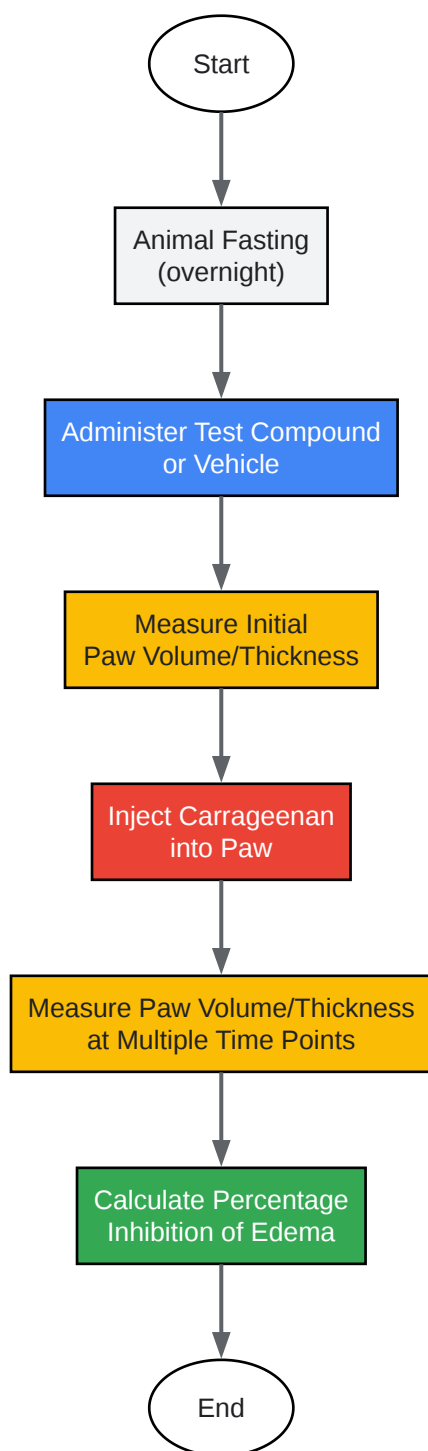 Start
Animal Fasting
(overnight)
Administer Test Compound
or Vehicle
Measure Initial
Paw Volume/Thickness
Inject Carrageenan
into Paw
Measure Paw Volume/Thickness
at Multiple Time Points
Calculate Percentage
Inhibition of Edema
End